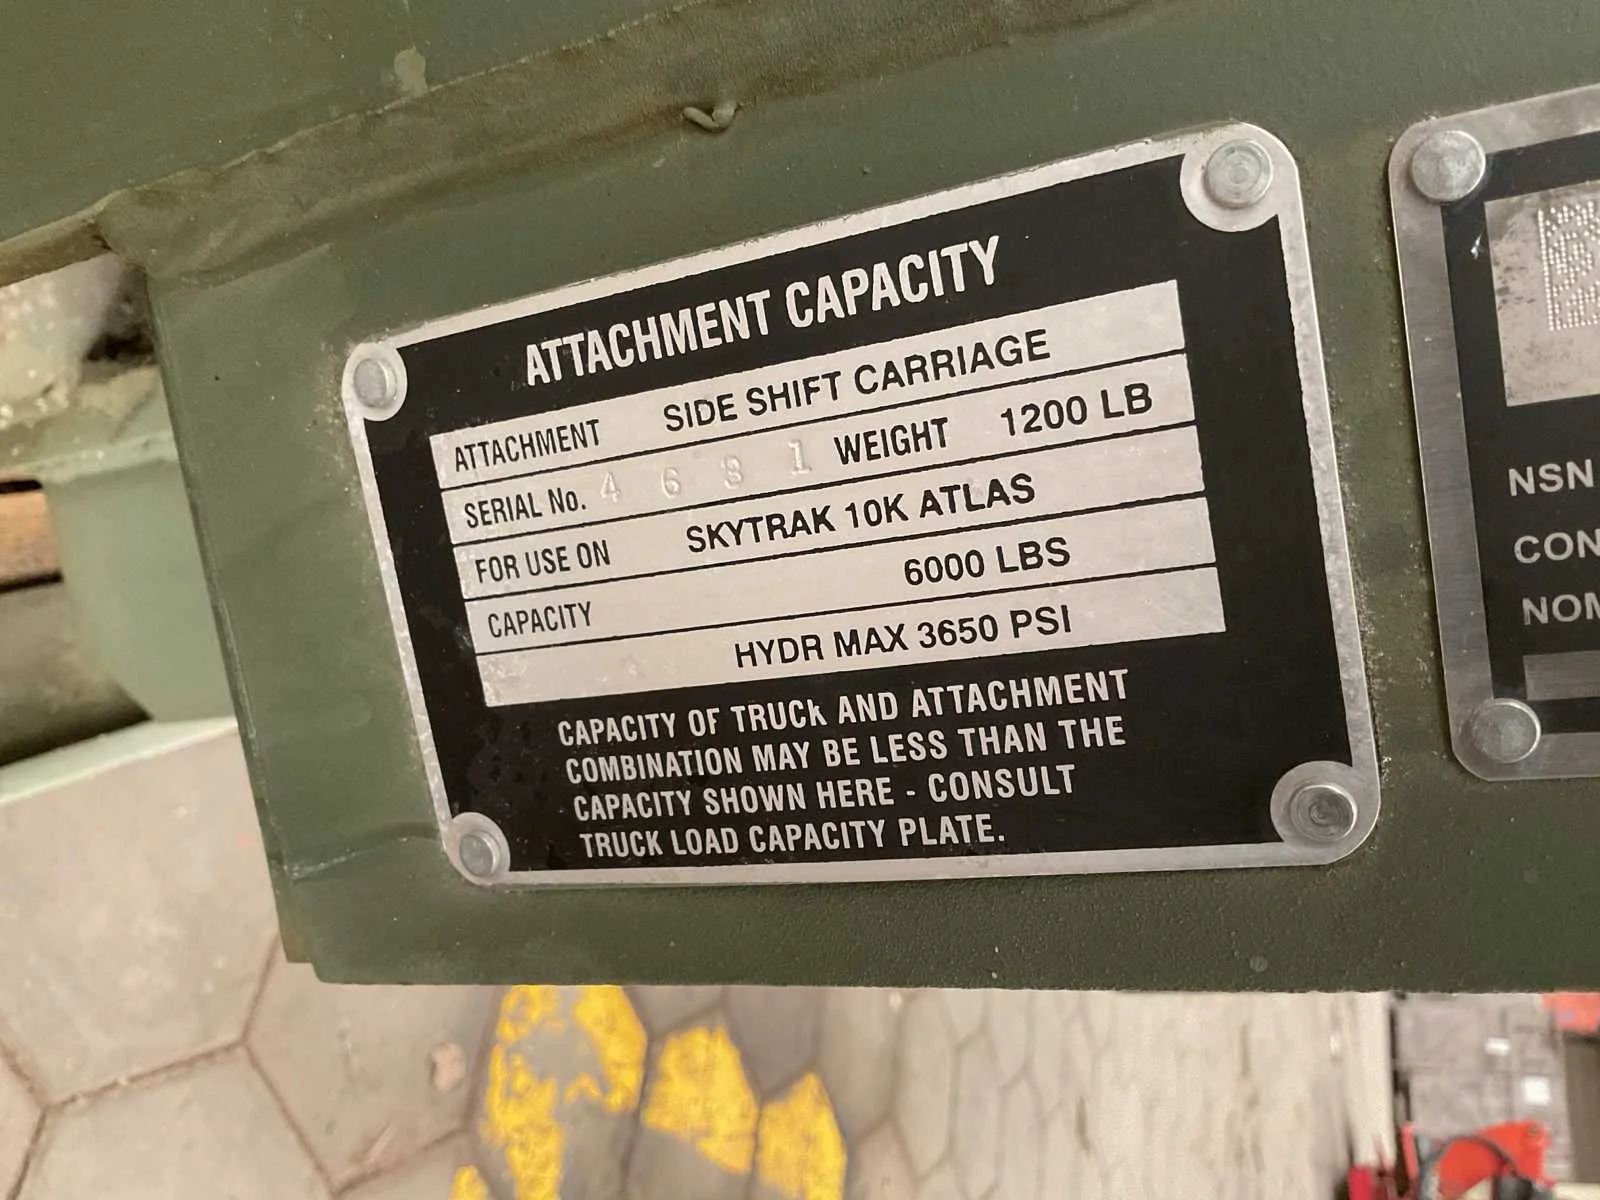 ATTACHMENT CAPACITY
ATTACHMENT SIDE SHIFT CARRIAGE
SERIAL No. 4 6 8 1 WEIGHT 1200 LB
FOR USE ON SKYTRAK 10K ATLAS
CAPACITY 6000 LBS
HYDR MAX 3650 PSI
CAPACITY OF TRUCK AND ATTACHMENT
COMBINATION MAY BE LESS THAN THE
CAPACITY SHOWN HERE - CONSULT
TRUCK LOAD CAPACITY PLATE.
NSN
CON
NOM